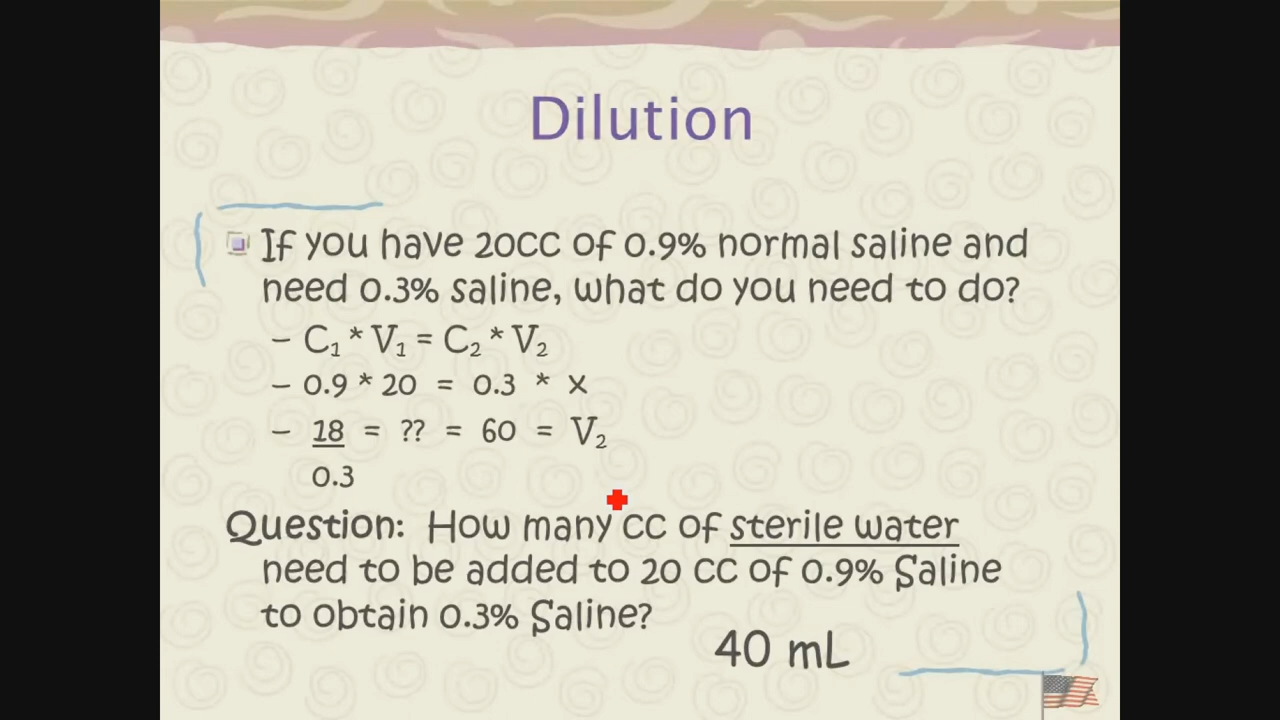 Dilution
If you have 20cc of 0.9% normal saline and
need 0.3% saline, what do you need to do?
– C₁ * V₁ = C₂ * V₂
– 0.9 * 20 = 0.3 * x
– 18 = ?? = 60 = V₂
0.3
Question: How many cc of sterile water
need to be added to 20 cc of 0.9% Saline
to obtain 0.3% Saline?
40 mL